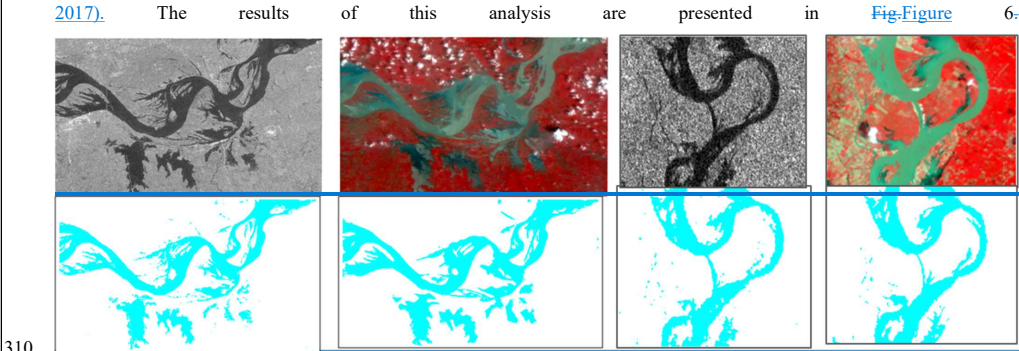 2017). The results of this analysis are presented in Fig.Figure 6.
310